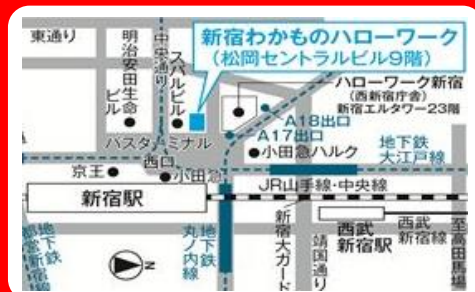 東通り
明治安田生命ビル
中央通り
スバルビル
新宿わかものハローワーク
(松岡セントラルビル9階)
ハローワーク新宿
(西新宿庁舎)
新宿エルタワー23階
A18出口
A17出口
バスターミナル
西口
小田急ハルク
地下鉄
大江戸線
京王
小田急
JR山手線・中央線
新宿駅
地下鉄
都営新宿線
地下鉄
丸ノ内線
新宿大ガード
靖国通り
西武
新宿駅
西武
新宿線
至高田馬場
N